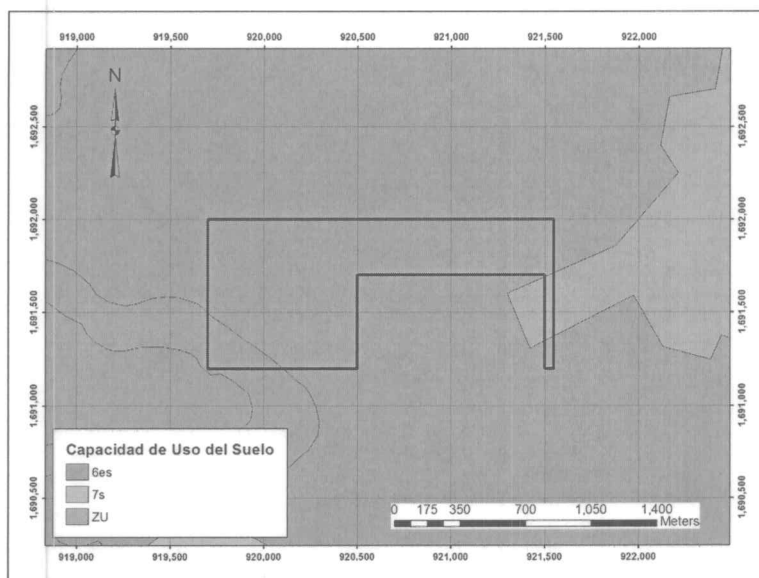 919,000 919,500 920,000 920,500 921,000 921,500 922,000
N
1,692,500 1,692,500
1,692,000 1,692,000
1,691,500 1,691,500
1,691,000 1,691,000
1,690,500 1,690,500
Capacidad de Uso del Suelo
6es
7s
ZU
0 175 350 700 1,050 1,400
Meters
919,000 919,500 920,000 920,500 921,000 921,500 922,000